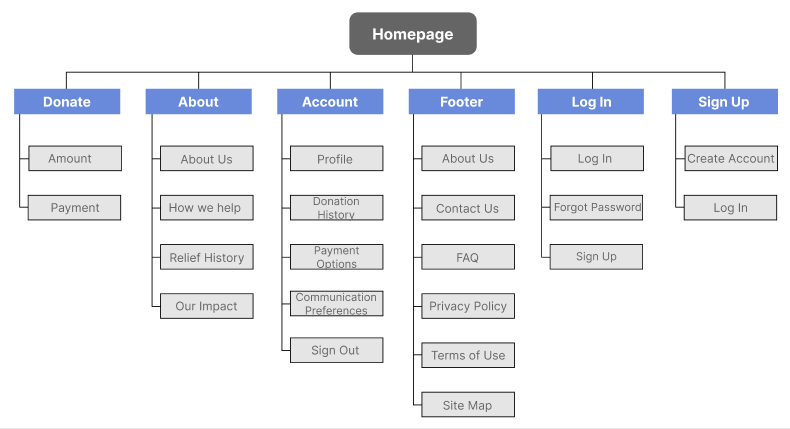 Homepage
Donate
About
Account
Footer
Log In
Sign Up
Amount
About Us
Profile
About Us
Log In
Create Account
Payment
How we help
Donation
History
Contact Us
Forgot Password
Log In
Relief History
Payment
Options
FAQ
Sign Up
Our Impact
Communication
Preferences
Privacy Policy
Sign Out
Terms of Use
Site Map